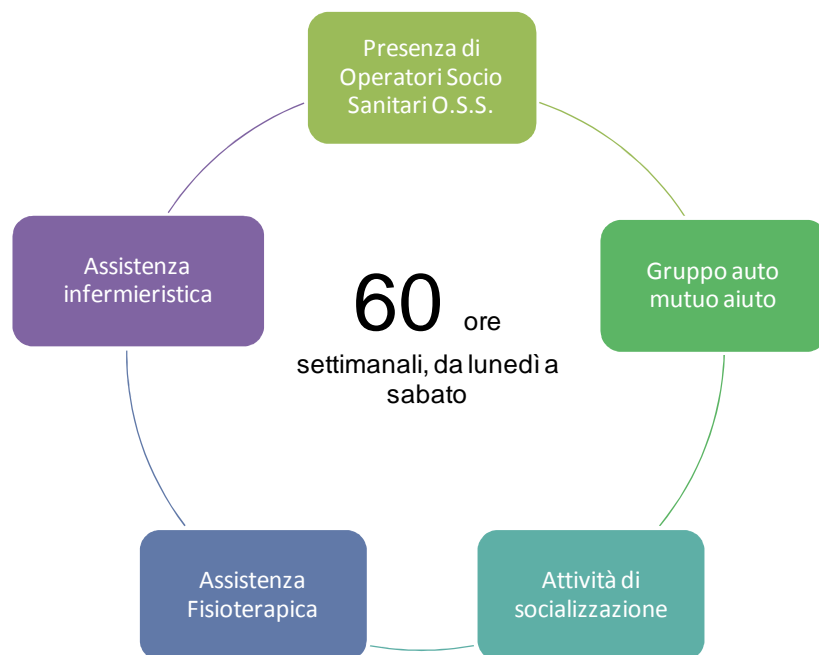 Presenza di
Operatori Socio
Sanitari O.S.S.
Gruppo auto
mutuo aiuto
Attività di
socializzazione
Assistenza
Fisioterapica
Assistenza
infermieristica
60 ore
settimanali, da lunedì a
sabato